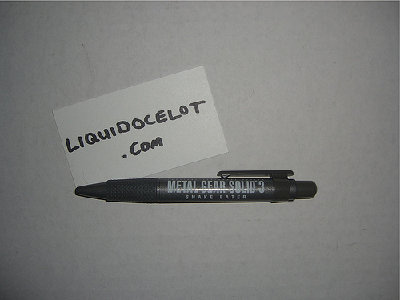 LIQUIDOCELOT
.COM
METAL GEAR SOLID 3
SNAKE EATER